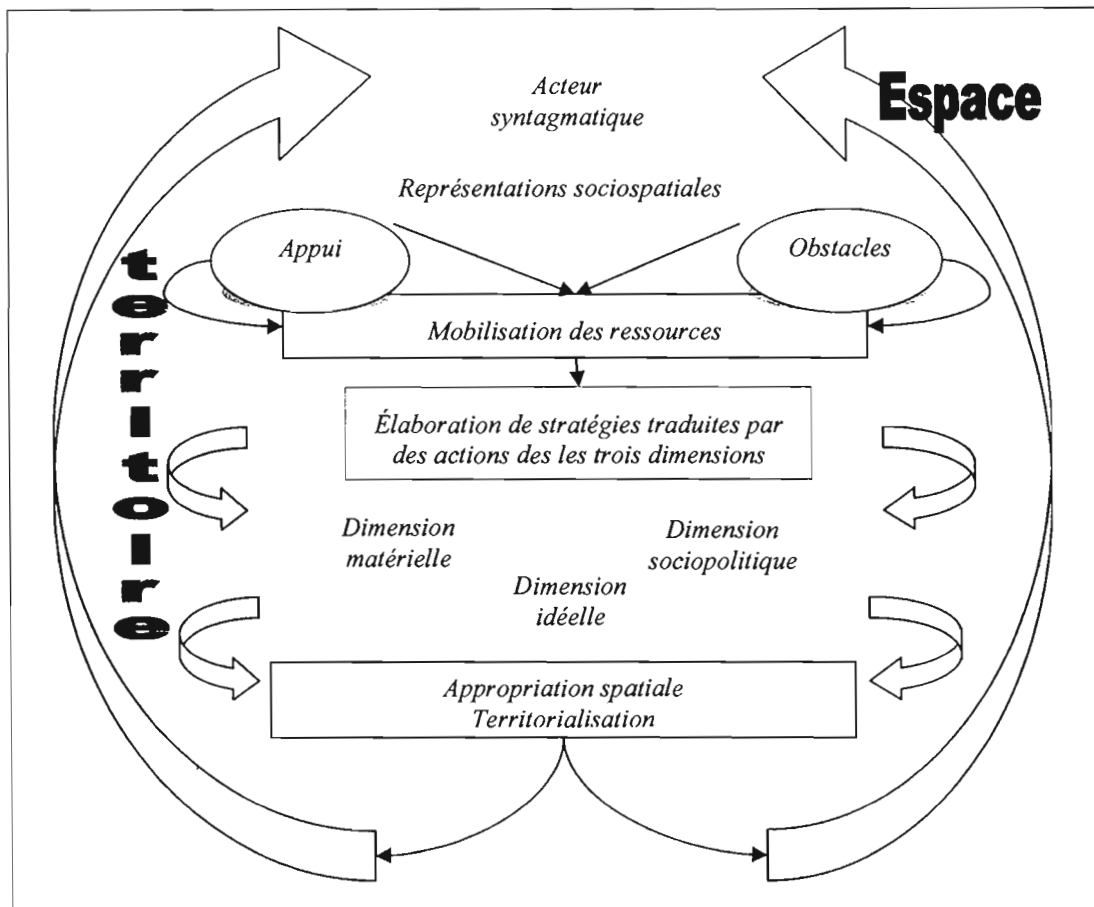 Acteur
syntagmatique
Espace
Représentations sociospatiales
Appui
Obstacles
territoire
Mobilisation des ressources
Élaboration de stratégies traduites par
des actions des les trois dimensions
Dimension
matérielle
Dimension
sociopolitique
Dimension
idéelle
Appropriation spatiale
Territorialisation